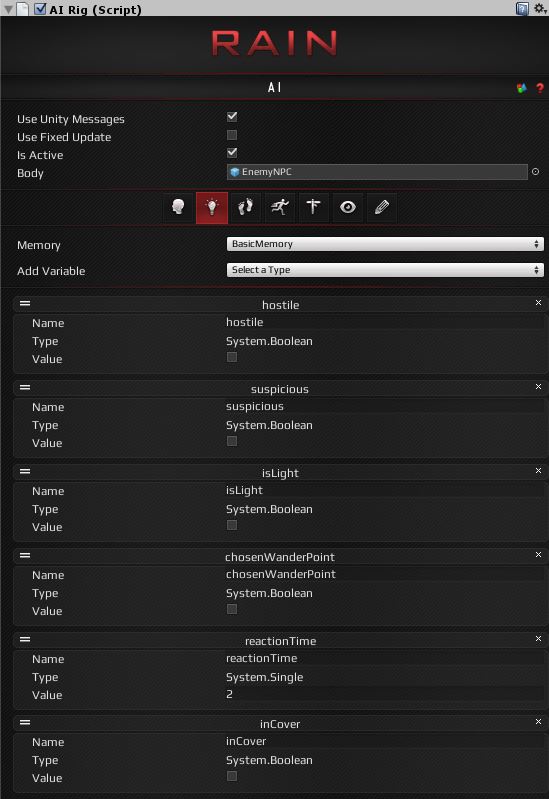 AI Rig (Script)
RAIN
AI
Use Unity Messages
Use Fixed Update
Is Active
Body EnemyNPC
Memory BasicMemory
Add Variable Select a Type
hostile
Name hostile
Type System.Boolean
Value
suspicious
Name suspicious
Type System.Boolean
Value
isLight
Name isLight
Type System.Boolean
Value
chosenWanderPoint
Name chosenWanderPoint
Type System.Boolean
Value
reactionTime
Name reactionTime
Type System.Single
Value 2
inCover
Name inCover
Type System.Boolean
Value